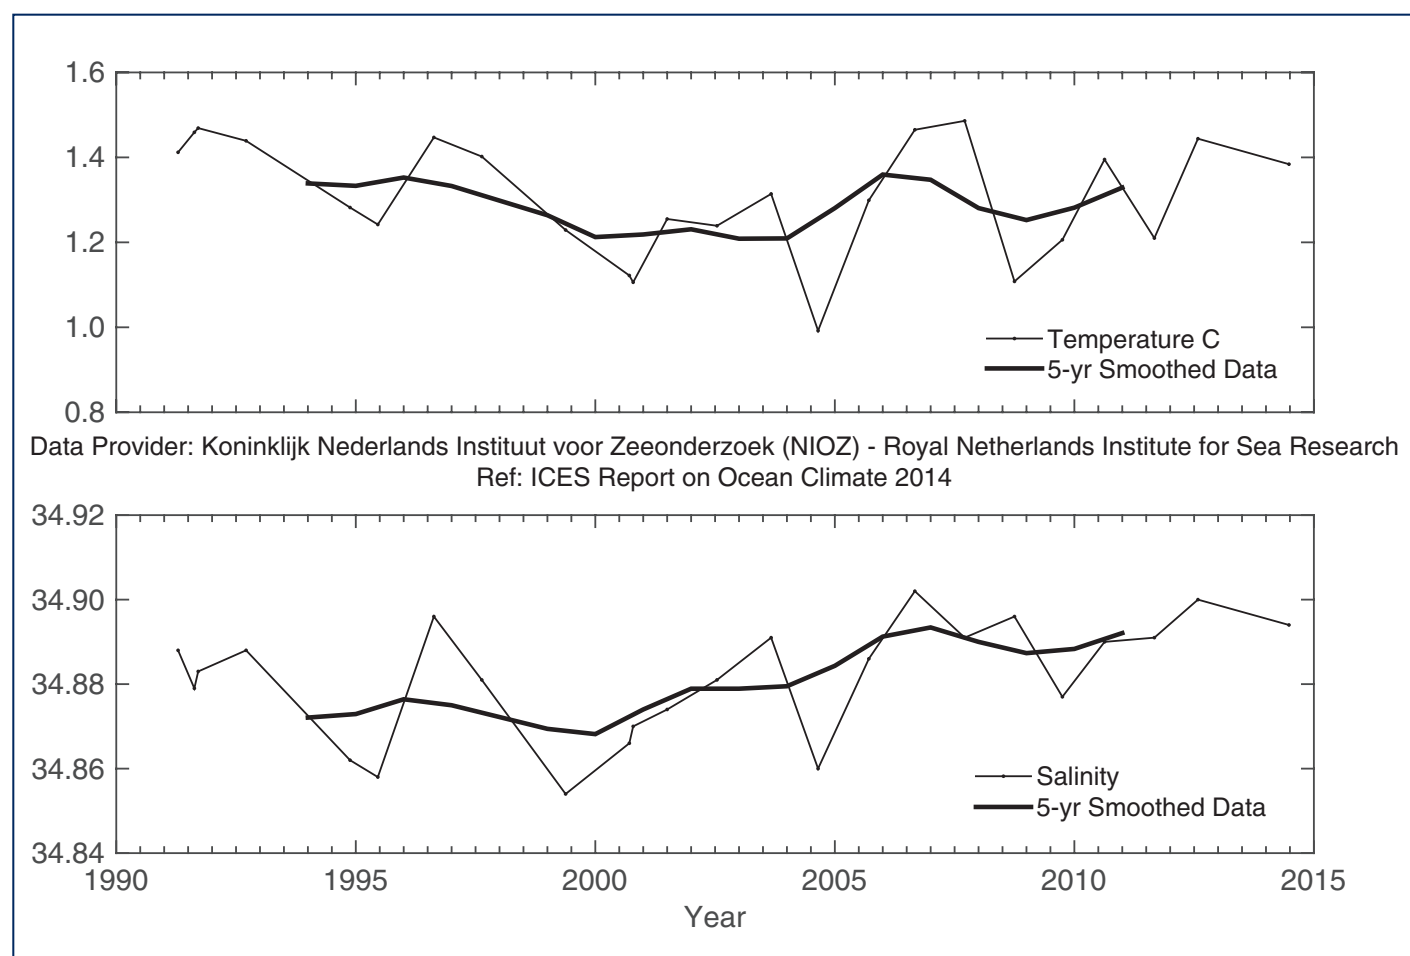 1.6
1.4
1.2
1.0
0.8
Temperature C
5-yr Smoothed Data
Data Provider: Koninklijk Nederlands Instituut voor Zeeonderzoek (NIOZ) - Royal Netherlands Institute for Sea Research
Ref: ICES Report on Ocean Climate 2014
34.92
34.90
34.88
34.86
34.84
Salinity
5-yr Smoothed Data
1990 1995 2000 2005 2010 2015
Year